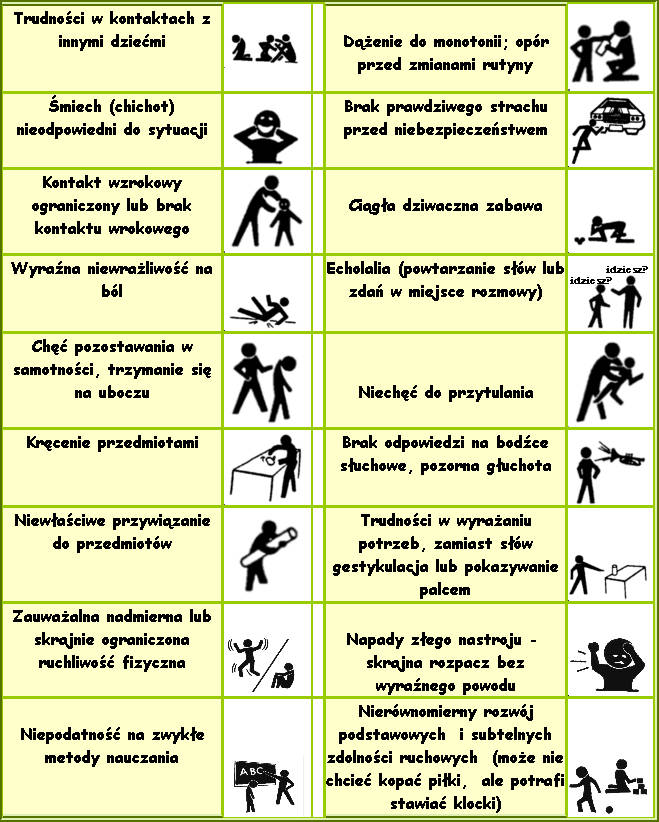 Trudności w kontaktach z
innymi dziećmi
Dążenie do monotonii; opór
przed zmianami rutyny
Śmiech (chichot)
nieodpowiedni do sytuacji
Brak prawdziwego strachu
przed niebezpieczeństwem
Kontakt wzrokowy
ograniczony lub brak
kontaktu wrokowego
Ciągła dziwaczna zabawa
Wyraźna niewrażliwość na
ból
Echolalia (powtarzanie słów lub
zdań w miejsce rozmowy)
idziesz?
idziesz?
Chęć pozostawania w
samotności, trzymanie się
na uboczu
Niechęć do przytulania
Kręcenie przedmiotami
Brak odpowiedzi na bodźce
słuchowe, pozorna głuchota
Niewłaściwe przywiązanie
do przedmiotów
Trudności w wyrażaniu
potrzeb, zamiast słów
gestykulacja lub pokazywanie
palcem
Zauważalna nadmierna lub
skrajnie ograniczona
ruchliwość fizyczna
Napady złego nastroju -
skrajna rozpacz bez
wyraźnego powodu
Niepodatność na zwykłe
metody nauczania
ABC
Nierównomierny rozwój
podstawowych i subtelnych
zdolności ruchowych (może nie
chcieć kopać piłki, ale potrafi
stawiać klocki)